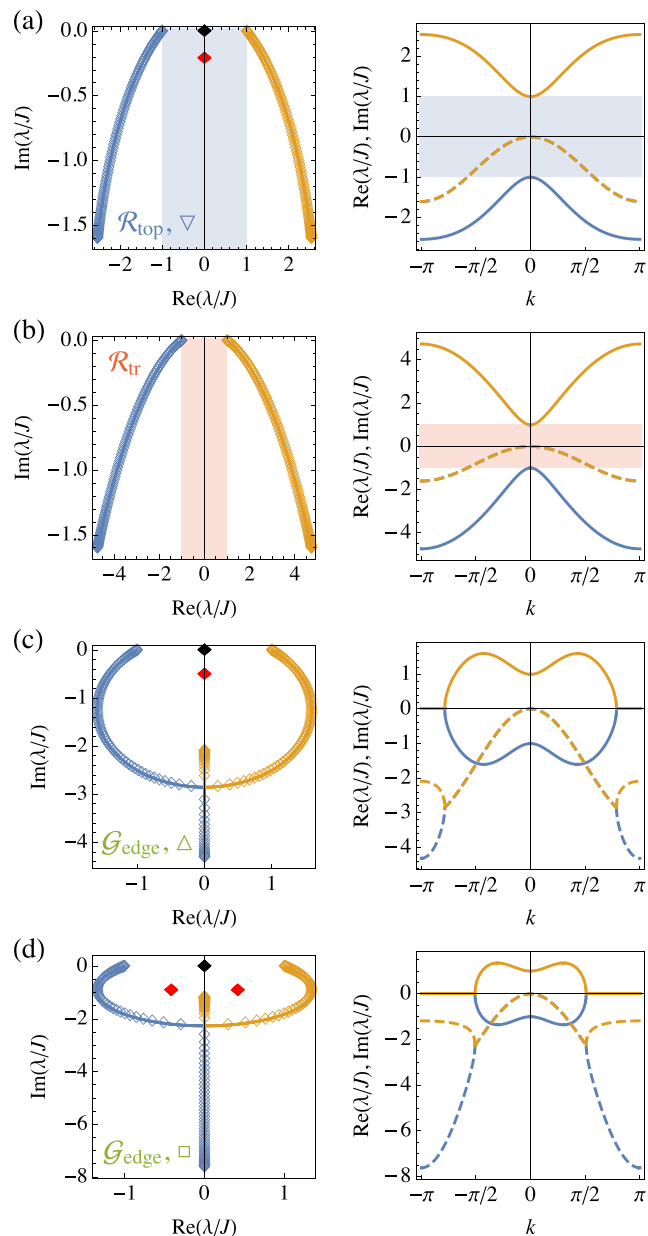 (a)
0.0
-0.5
-1.0
-1.5
Im(λ/J)
ℛtop, ▽
-2 -1 0 1 2
Re(λ/J)
2
1
0
-1
-2
Re(λ/J), Im(λ/J)
-π -π/2 0 π/2 π
k
(b)
0.0
-0.5
-1.0
-1.5
Im(λ/J)
ℛtr
-4 -2 0 2 4
Re(λ/J)
4
2
0
-2
-4
Re(λ/J), Im(λ/J)
-π -π/2 0 π/2 π
k
(c)
0
-1
-2
-3
-4
Im(λ/J)
𝒢edge, △
-1 0 1
Re(λ/J)
1
0
-1
-2
-3
-4
Re(λ/J), Im(λ/J)
-π -π/2 0 π/2 π
k
(d)
0
-2
-4
-6
-8
Im(λ/J)
𝒢edge, □
-1 0 1
Re(λ/J)
0
-2
-4
-6
-8
Re(λ/J), Im(λ/J)
-π -π/2 0 π/2 π
k